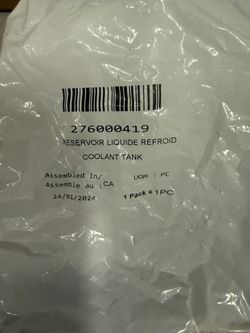 276000419
RESERVOIR LIQUIDE REFROID
COOLANT TANK
Assembled In/ UOM : PC
Assemble au : CA
24/01/2024 1 Pack = 1PC